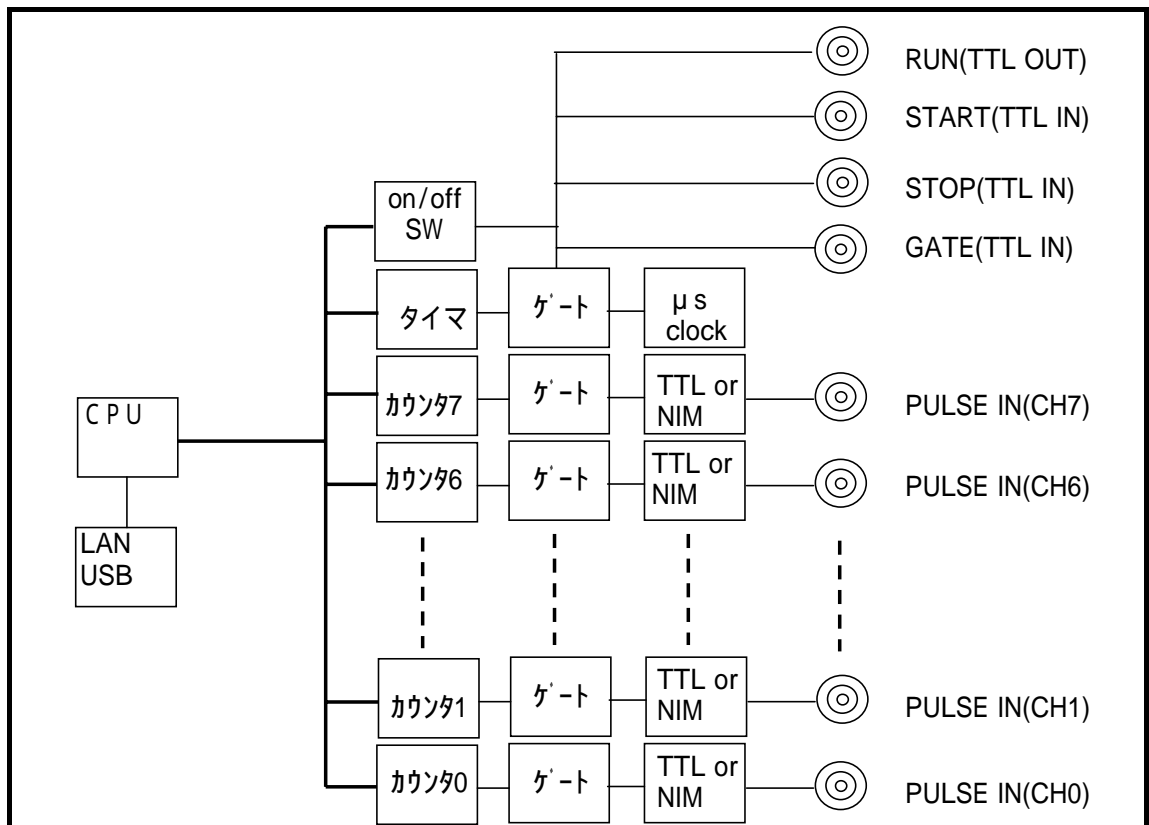 RUN(TTL OUT)
START(TTL IN)
STOP(TTL IN)
GATE(TTL IN)
on/off
SW
タイマ
ｹﾞｰﾄ
μs
clock
ｶｳﾝﾀ7
ｹﾞｰﾄ
TTL or
NIM
PULSE IN(CH7)
CPU
ｶｳﾝﾀ6
ｹﾞｰﾄ
TTL or
NIM
PULSE IN(CH6)
LAN
USB
ｶｳﾝﾀ1
ｹﾞｰﾄ
TTL or
NIM
PULSE IN(CH1)
ｶｳﾝﾀ0
ｹﾞｰﾄ
TTL or
NIM
PULSE IN(CH0)